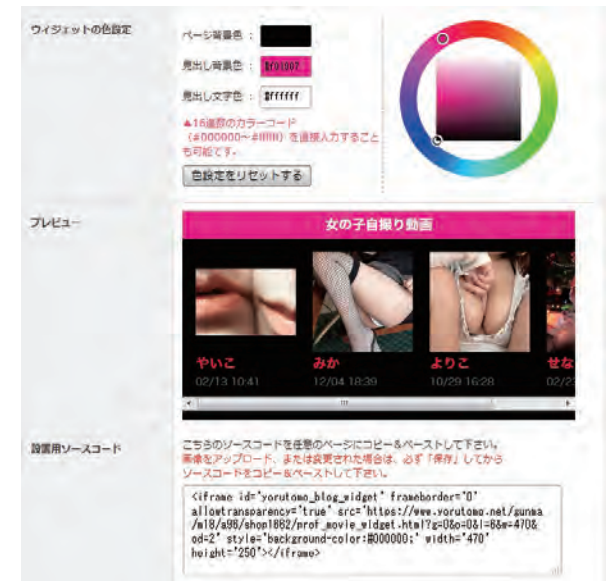 ウィジェットの色設定
ページ背景色 :
見出し背景色 :
見出し文字色 : #ffffff
▲16進数のカラーコード
(#000000～#ffffff) を直接入力すること
も可能です。
色設定をリセットする
プレビュー
女の子自撮り動画
やいこ
02/13 10:41
みか
12/04 18:39
よりこ
10/29 16:28
せな
02/2
設置用ソースコード
こちらのソースコードを任意のページにコピー&ペーストして下さい。
画像をアップロード、または変更された場合は、必ず「保存」してから
ソースコードをコピー&ペーストして下さい。
<iframe id="yorutomo_blog_widget" frameborder="0"
allowtransparency="true" src="https://www.yorutomo.net/gunma
/m18/a98/shop1862/prof_movie_widget.html?g=0&o=0&l=6&w=470&
od=2" style="background-color:#000000;" width="470"
height="250"></iframe>